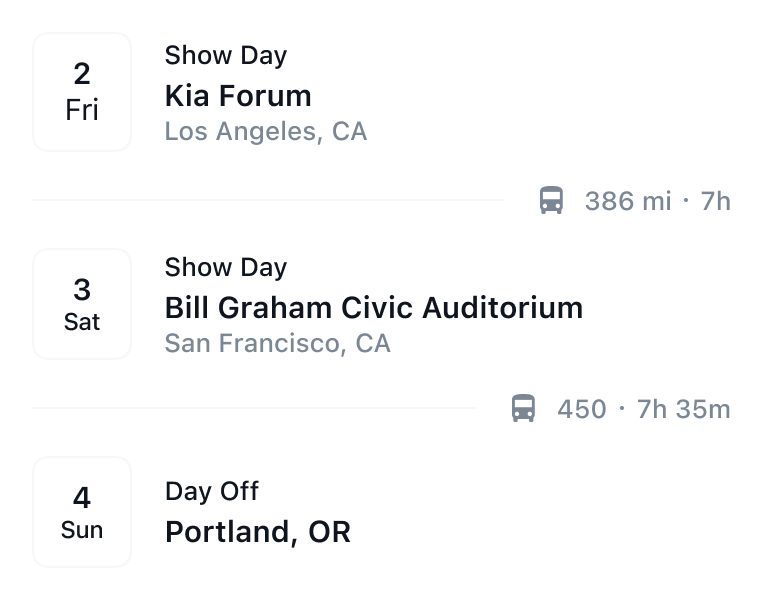 2
Fri
Show Day
Kia Forum
Los Angeles, CA
386 mi · 7h
3
Sat
Show Day
Bill Graham Civic Auditorium
San Francisco, CA
450 · 7h 35m
4
Sun
Day Off
Portland, OR